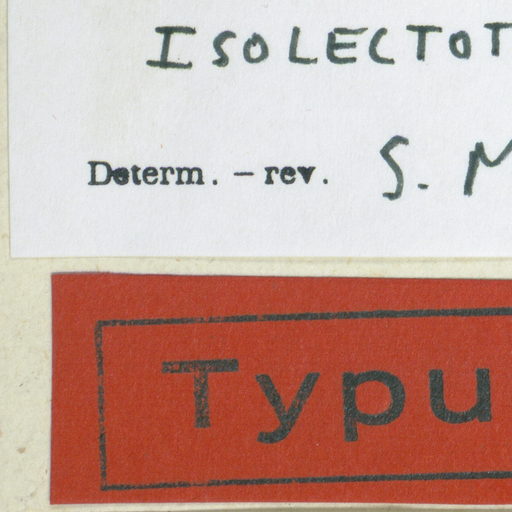 ISOLECTOT
Determ. – rev. S. M
Typu